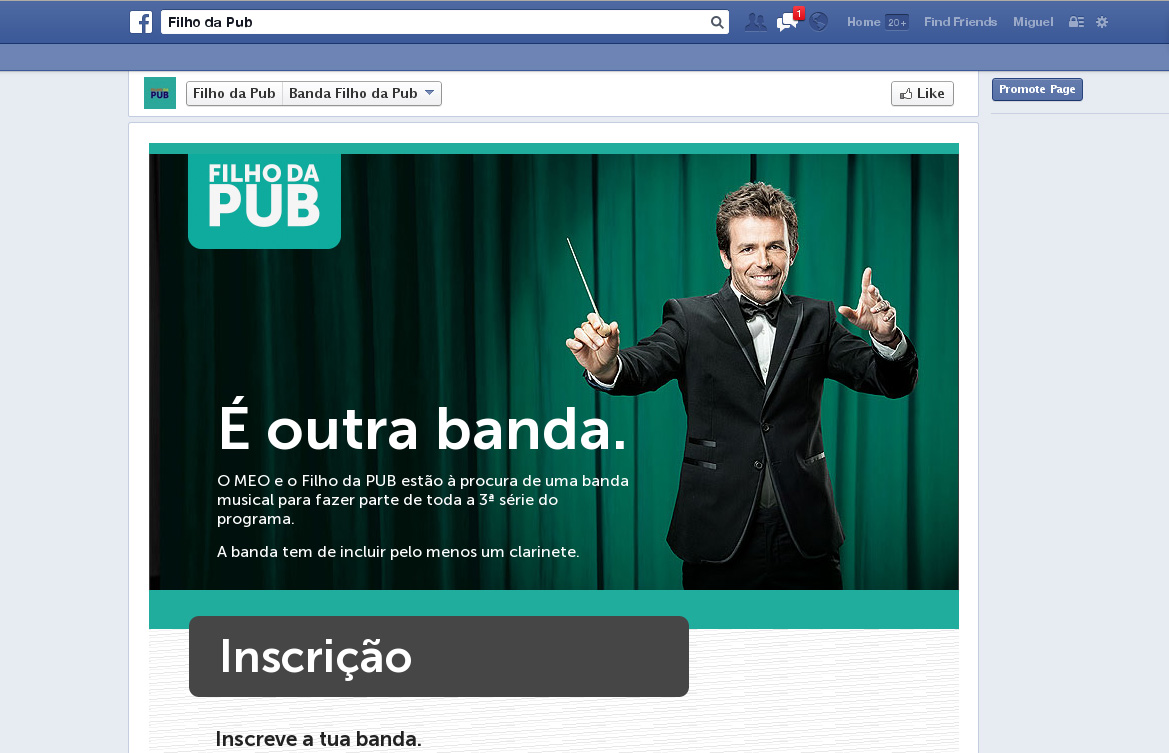 Filho da Pub
1
Home 20+ Find Friends Miguel
PUB
Filho da Pub Banda Filho da Pub
Like
Promote Page
FILHO DA
PUB
É outra banda.
O MEO e o Filho da PUB estão à procura de uma banda
musical para fazer parte de toda a 3ª série do
programa.
A banda tem de incluir pelo menos um clarinete.
Inscrição
Inscreve a tua banda.